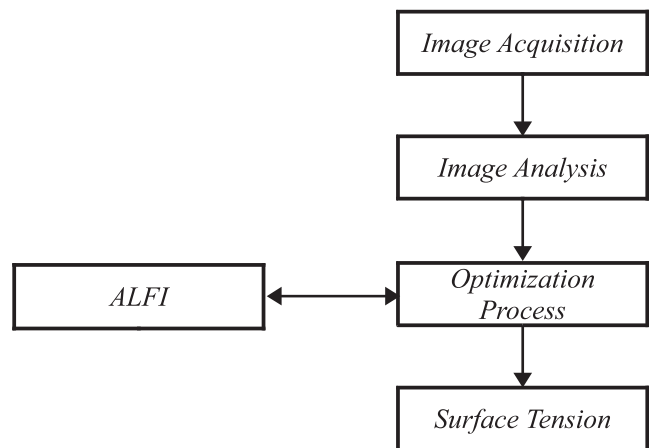 Image Acquisition
Image Analysis
ALFI
Optimization
Process
Surface Tension